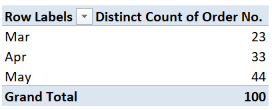 Row Labels Distinct Count of Order No.
Mar 23
Apr 33
May 44
Grand Total 100